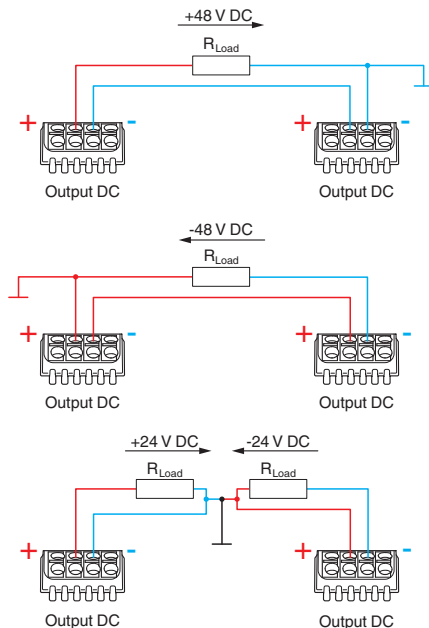 +48 V DC
RLoad
+ - + -
Output DC Output DC
-48 V DC
RLoad
+ - + -
Output DC Output DC
+24 V DC -24 V DC
RLoad RLoad
+ - + -
Output DC Output DC